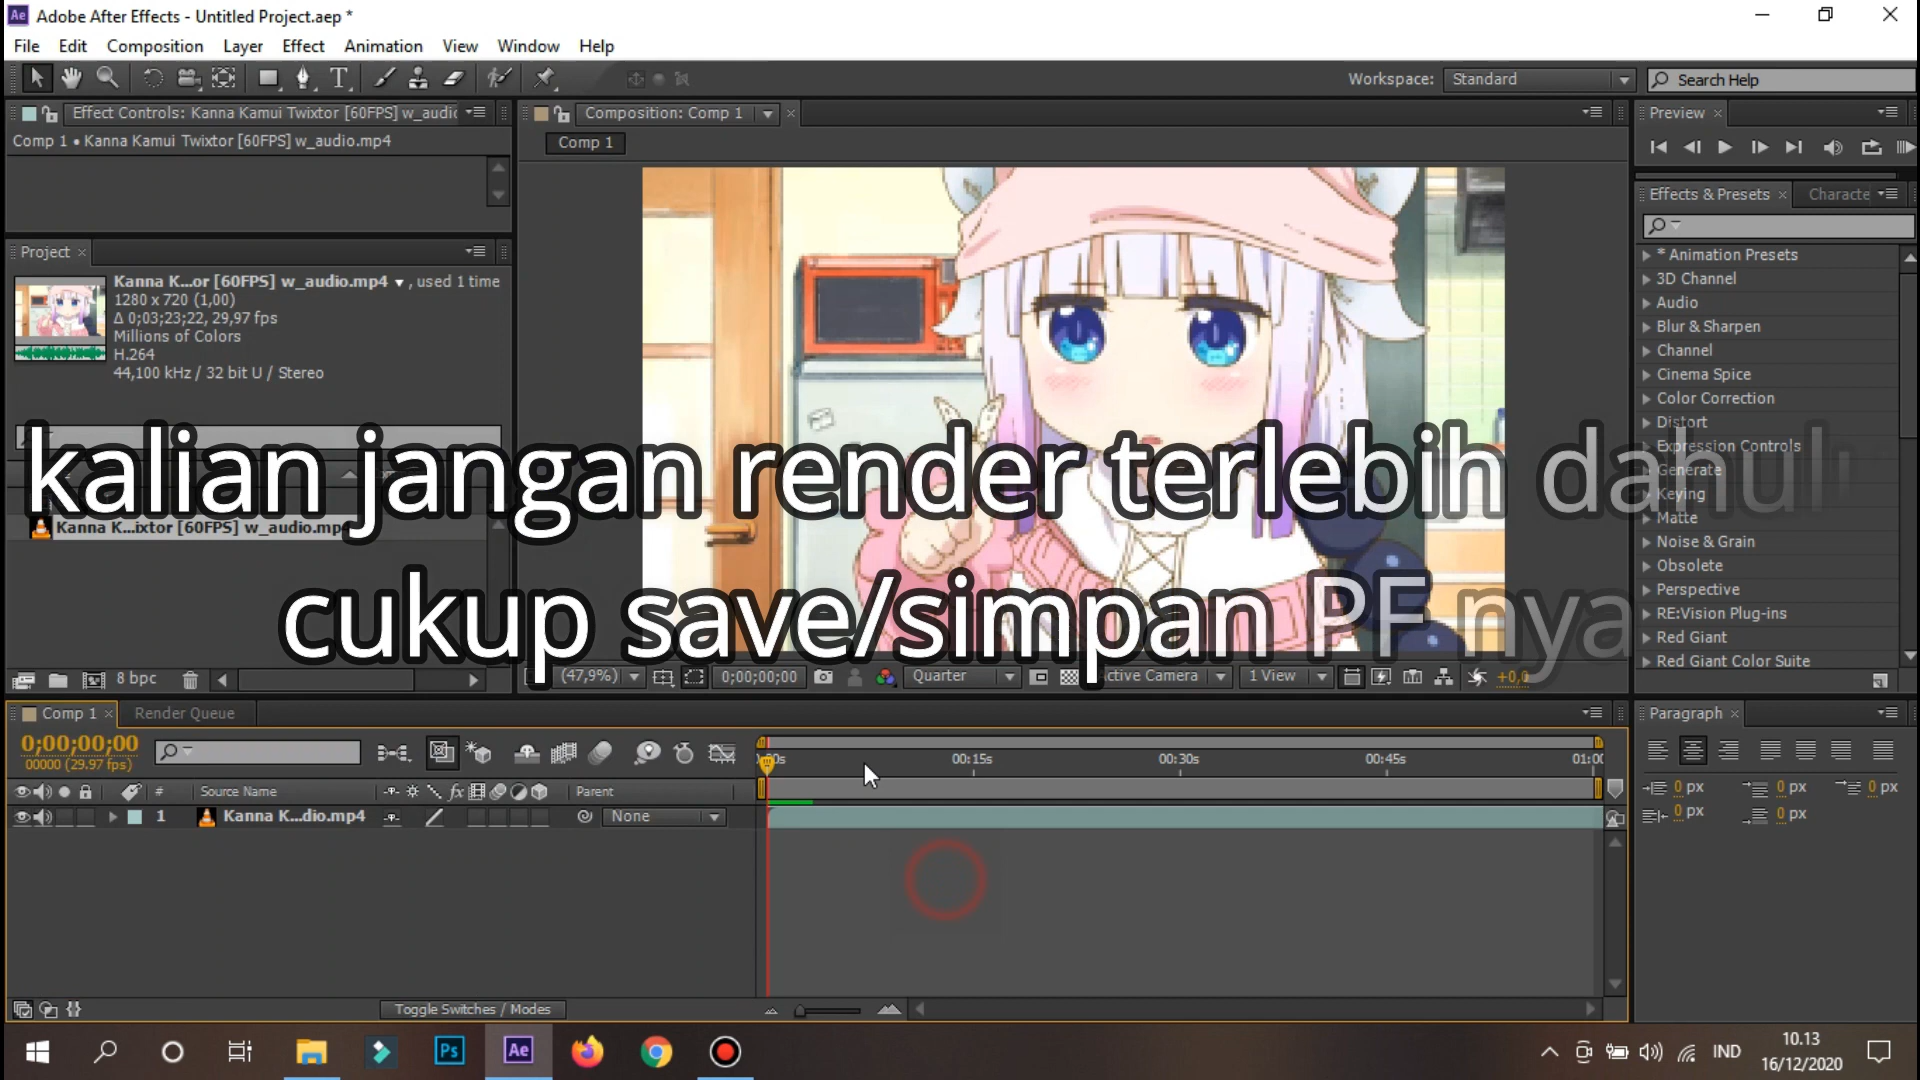 Adobe After Effects - Untitled Project.aep *
File Edit Composition Layer Effect Animation View Window Help
Workspace: Standard Search Help
Effect Controls: Kanna Kamui Twixtor [60FPS] w_audio
Comp 1 • Kanna Kamui Twixtor [60FPS] w_audio.mp4
Project
Kanna K...or [60FPS] w_audio.mp4 , used 1 time
1280 x 720 (1,00)
Δ 0;03;23;22, 29,97 fps
Millions of Colors
H.264
44,100 kHz / 32 bit U / Stereo
Kanna K...ixtor [60FPS] w_audio.mp
8 bpc
Composition: Comp 1
Comp 1
kalian jangan render terlebih dahul
cukup save/simpan PF nya
(47,9%) 0;00;00;00 Quarter Active Camera 1 View +0,0
Preview
Effects & Presets Characte
* Animation Presets
3D Channel
Audio
Blur & Sharpen
Channel
Cinema Spice
Color Correction
Distort
Expression Controls
Generate
Keying
Matte
Noise & Grain
Obsolete
Perspective
RE:Vision Plug-ins
Red Giant
Red Giant Color Suite
Comp 1 Render Queue
0;00;00;00
00000 (29.97 fps)
00:15s 00:30s 00:45s 01:00
# Source Name fx Parent
1 Kanna K...dio.mp4 None
Toggle Switches / Modes
Paragraph
0 px 0 px 0 px
0 px 0 px
Ps Ae
IND
10.13
16/12/2020